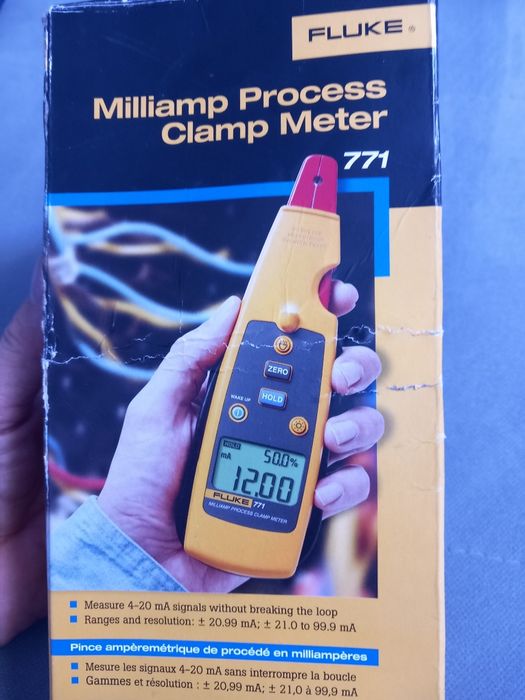 FLUKE ®
Milliamp Process
Clamp Meter
771
ZERO
WAKE UP
HOLD
HOLD
mA
50.0%
12.00
FLUKE 771
MILLIAMP PROCESS CLAMP METER
Measure 4–20 mA signals without breaking the loop
Ranges and resolution: ± 20.99 mA; ± 21.0 to 99.9 mA
Pince ampèremétrique de procédé en milliampères
Mesure les signaux 4–20 mA sans interrompre la boucle
Gammes et résolution : ± 20,99 mA; ± 21,0 à 99,9 mA